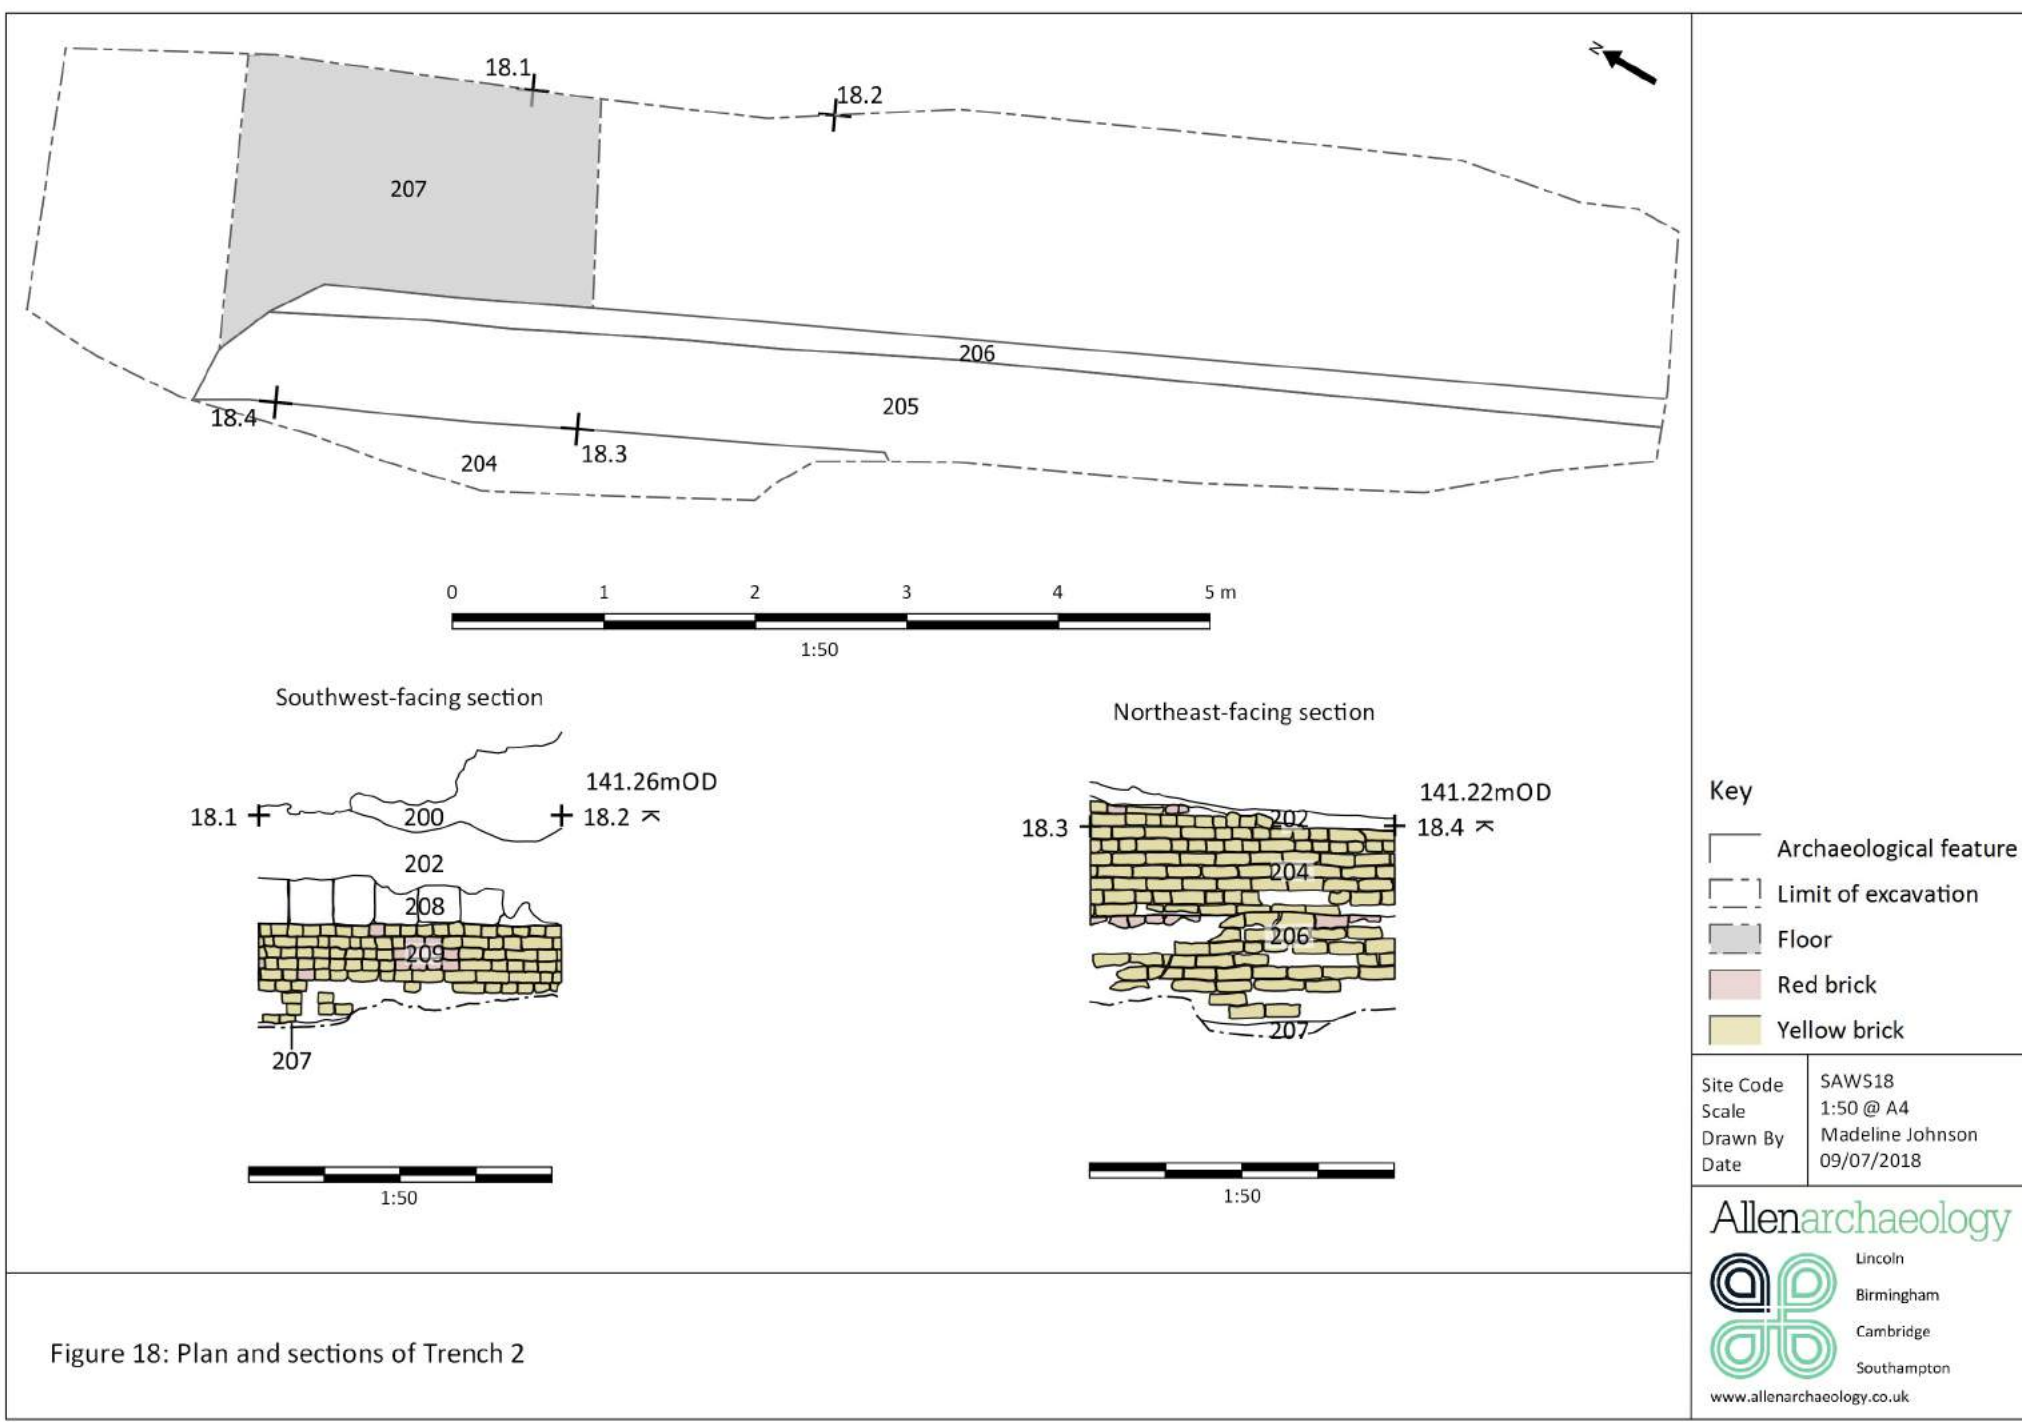 18.1
18.2
N
207
206
205
18.4
18.3
204
0 1 2 3 4 5 m
1:50
Southwest-facing section
141.26mOD
18.1
200
18.2
202
208
209
207
1:50
Northeast-facing section
141.22mOD
18.3
202
18.4
204
206
207
1:50
Key
Archaeological feature
Limit of excavation
Floor
Red brick
Yellow brick
Site Code SAWS18
Scale 1:50 @ A4
Drawn By Madeline Johnson
Date 09/07/2018
Allenarchaeology
Lincoln
Birmingham
Cambridge
Southampton
www.allenarchaeology.co.uk
Figure 18: Plan and sections of Trench 2